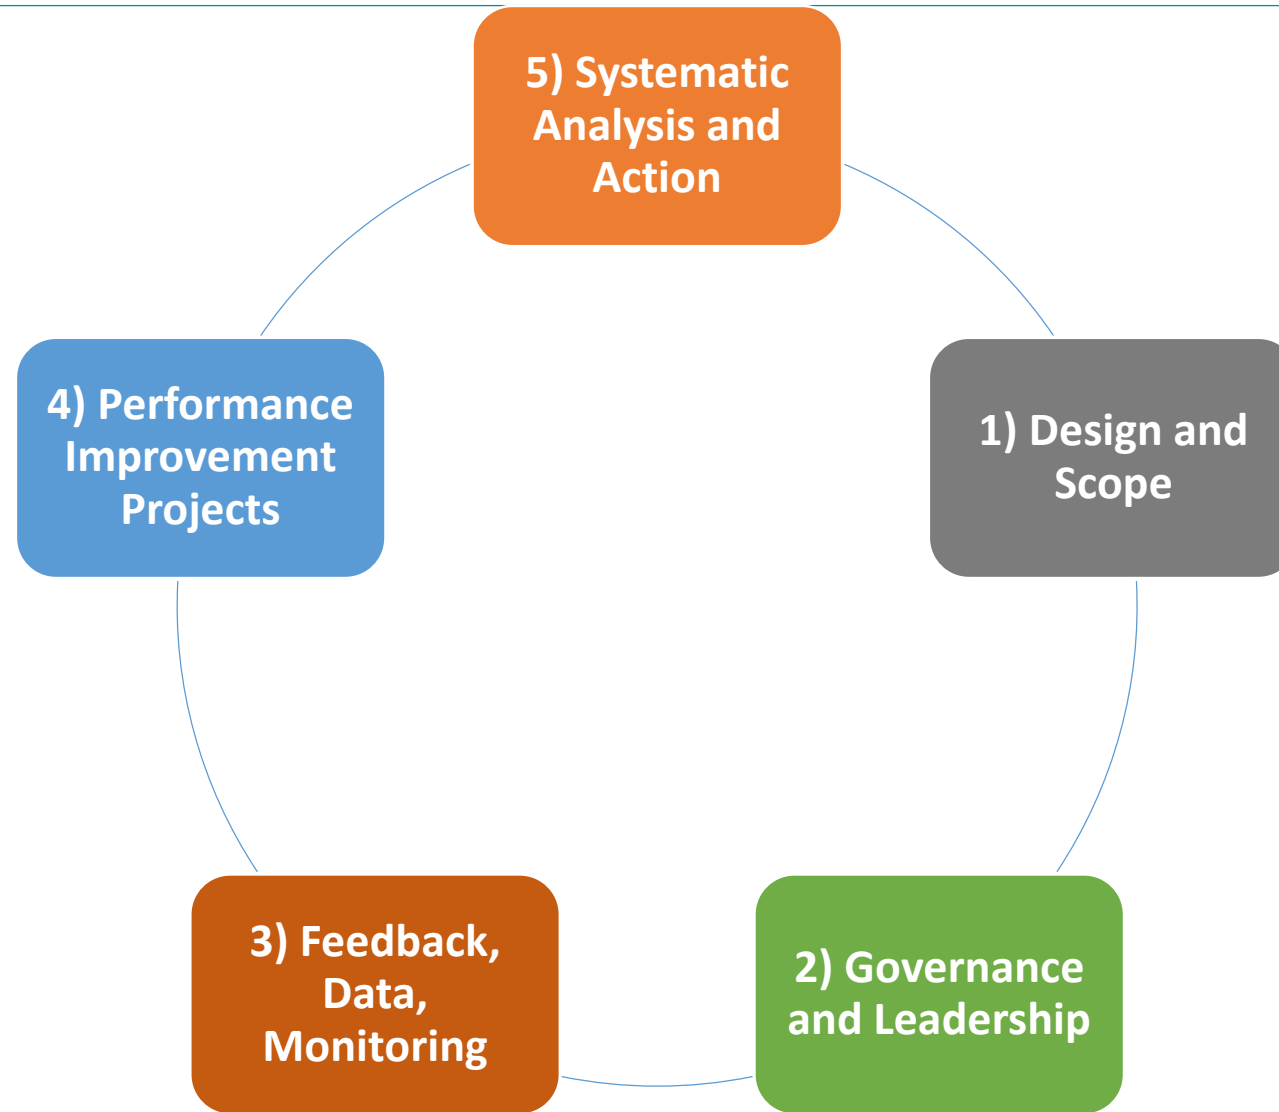 5) Systematic
Analysis and
Action
4) Performance
Improvement
Projects
1) Design and
Scope
3) Feedback,
Data,
Monitoring
2) Governance
and Leadership